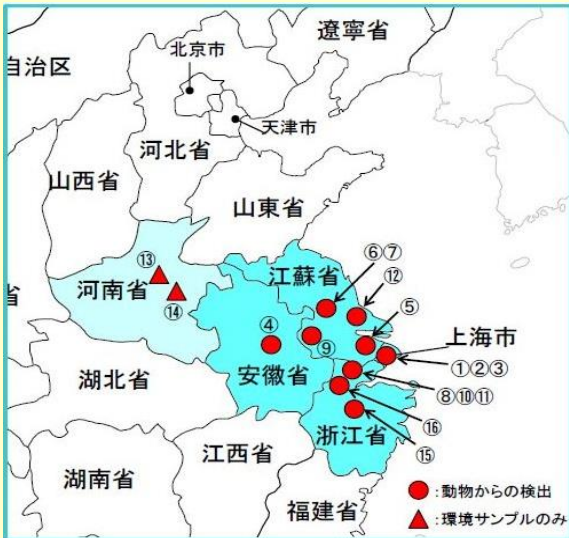 遼寧省
北京市
自治区
天津市
河北省
山西省
山東省
⑥⑦
⑬
江蘇省
⑫
河南省
⑭
⑤
④
⑨
上海市
①②③
安徽省
⑧⑩⑪
湖北省
⑯
浙江省
⑮
江西省
湖南省
福建省
:動物からの検出
:環境サンプルのみ
省